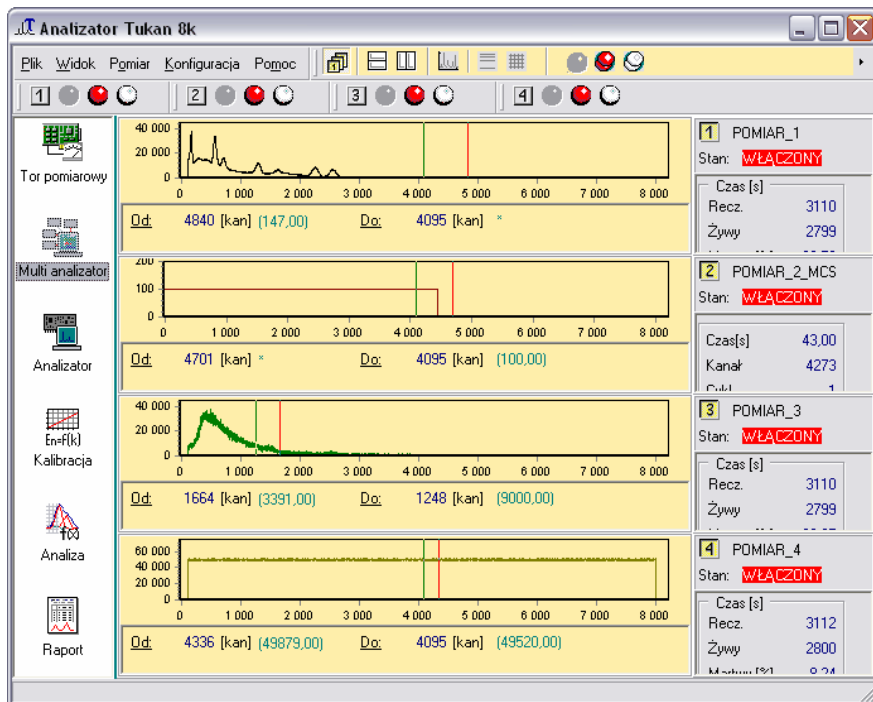 Analizator Tukan 8k
Plik Widok Pomiar Konfiguracja Pomoc
1 2 3 4
Tor pomiarowy
Multi analizator
Analizator
En=f(k)
Kalibracja
f(x)
Analiza
Raport
40 000
20 000
0
0 1 000 2 000 3 000 4 000 5 000 6 000 7 000 8 000
Od: 4840 [kan] (147,00) Do: 4095 [kan] *
1 POMIAR_1
Stan: WŁĄCZONY
Czas [s]
Recz. 3110
Żywy 2799
200
100
0
0 1 000 2 000 3 000 4 000 5 000 6 000 7 000 8 000
Od: 4701 [kan] * Do: 4095 [kan] (100,00)
2 POMIAR_2_MCS
Stan: WŁĄCZONY
Czas[s] 43,00
Kanał 4273
Cykl 1
40 000
20 000
0
0 1 000 2 000 3 000 4 000 5 000 6 000 7 000 8 000
Od: 1664 [kan] (3391,00) Do: 1248 [kan] (9000,00)
3 POMIAR_3
Stan: WŁĄCZONY
Czas [s]
Recz. 3110
Żywy 2799
60 000
40 000
20 000
0
0 1 000 2 000 3 000 4 000 5 000 6 000 7 000 8 000
Od: 4336 [kan] (49879,00) Do: 4095 [kan] (49520,00)
4 POMIAR_4
Stan: WŁĄCZONY
Czas [s]
Recz. 3112
Żywy 2800
Martwy [%] 9,24